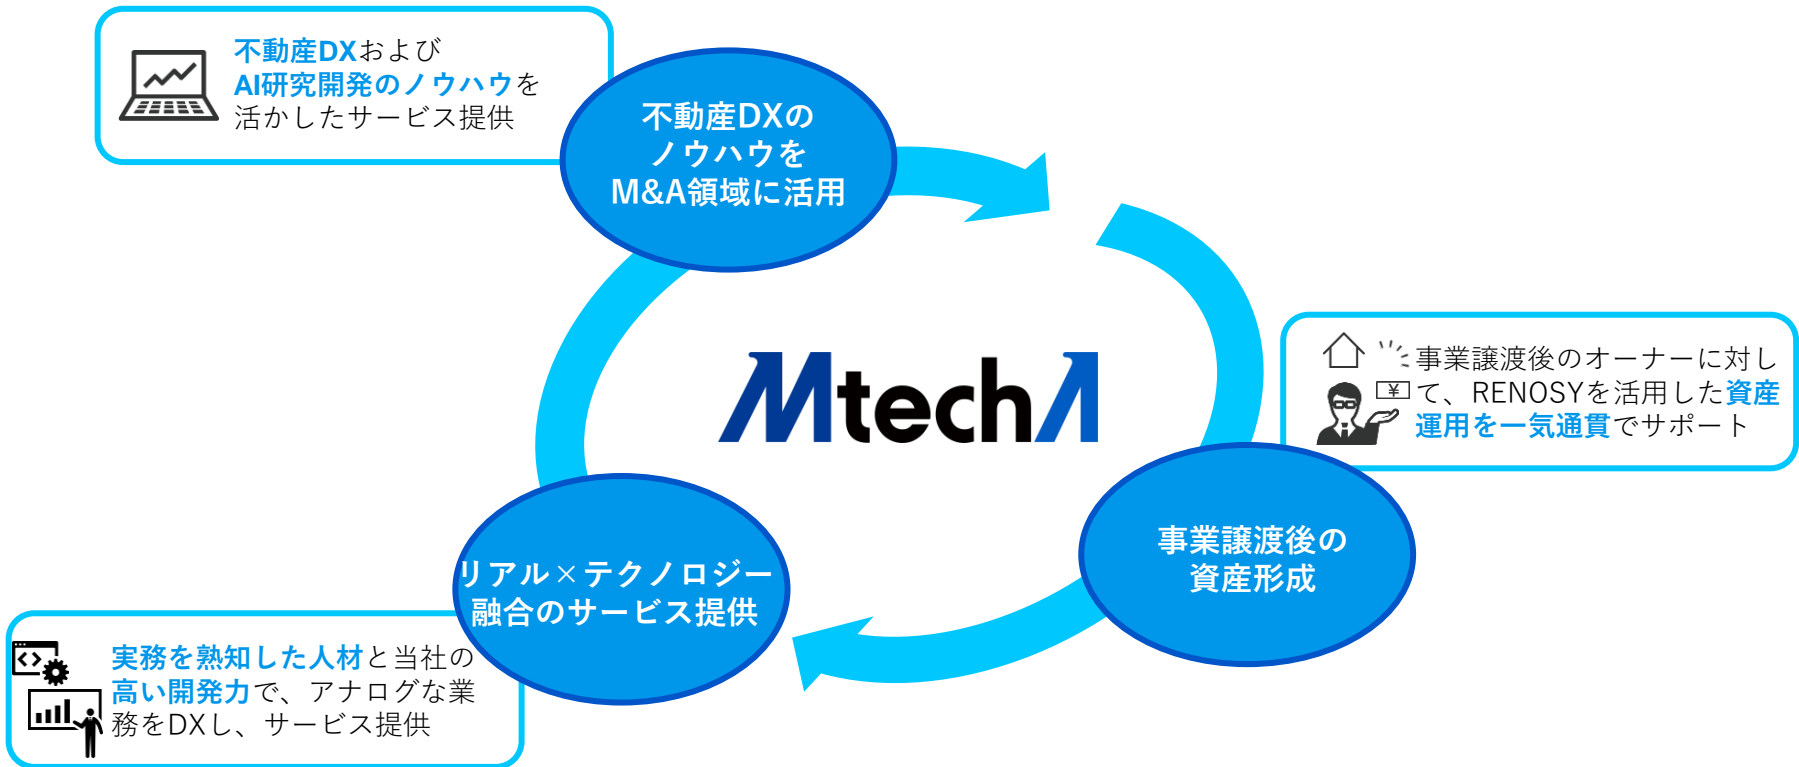 不動産DXおよび
AI研究開発のノウハウを
活かしたサービス提供
不動産DXの
ノウハウを
M&A領域に活用
MtechA
事業譲渡後のオーナーに対し
て、RENOSYを活用した資産
運用を一気通貫でサポート
¥
事業譲渡後の
資産形成
リアル×テクノロジー
融合のサービス提供
実務を熟知した人材と当社の
高い開発力で、アナログな業
務をDXし、サービス提供